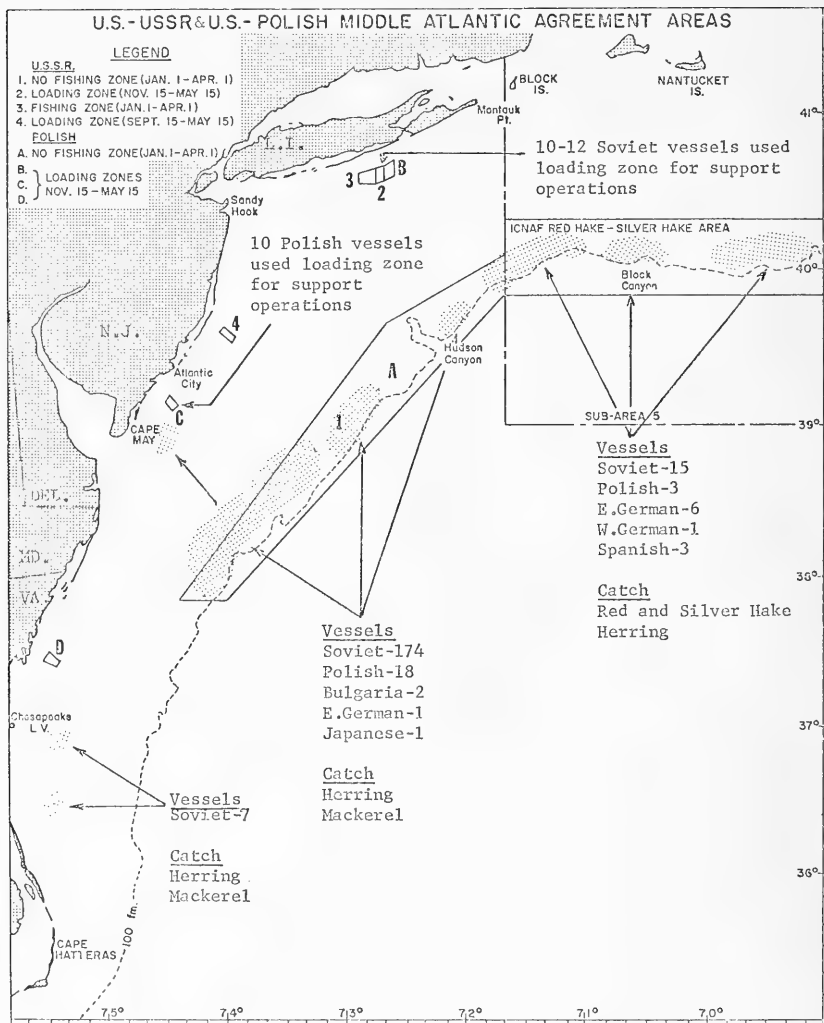 U.S.-USSR & U.S.-POLISH MIDDLE ATLANTIC AGREEMENT AREAS
LEGEND
U.S.S.R.
1. NO FISHING ZONE (JAN. 1-APR. 1)
2. LOADING ZONE (NOV. 15-MAY 15)
3. FISHING ZONE (JAN. 1-APR. 1)
4. LOADING ZONE (SEPT. 15-MAY 15)
POLISH
A. NO FISHING ZONE (JAN. 1-APR. 1)
B.
C. } LOADING ZONES
NOV. 15-MAY 15
D.
BLOCK
IS.
NANTUCKET
IS.
Montauk
Pt.
41°
L.I.
10-12 Soviet vessels used
loading zone for support
operations
3
2
B
Sandy
Hook
ICNAF RED HAKE-SILVER HAKE AREA
10 Polish vessels
used loading zone
for support
operations
40°
Block
Canyon
N.J.
4
Hudson
Canyon
A
Atlantic
City
C
1
CAPE
MAY
SUB-AREA 5
39°
Vessels
Soviet-15
Polish-3
E.German-6
W.German-1
Spanish-3
Catch
Red and Silver Hake
Herring
DEL.
MD.
VA.
38°
D
Vessels
Soviet-174
Polish-18
Bulgaria-2
E.German-1
Japanese-1
Catch
Herring
Mackerel
Chesapeake
L.V.
37°
Vessels
Soviet-7
Catch
Herring
Mackerel
36°
100 fm.
CAPE
HATTERAS
75°
74°
73°
72°
71°
70°